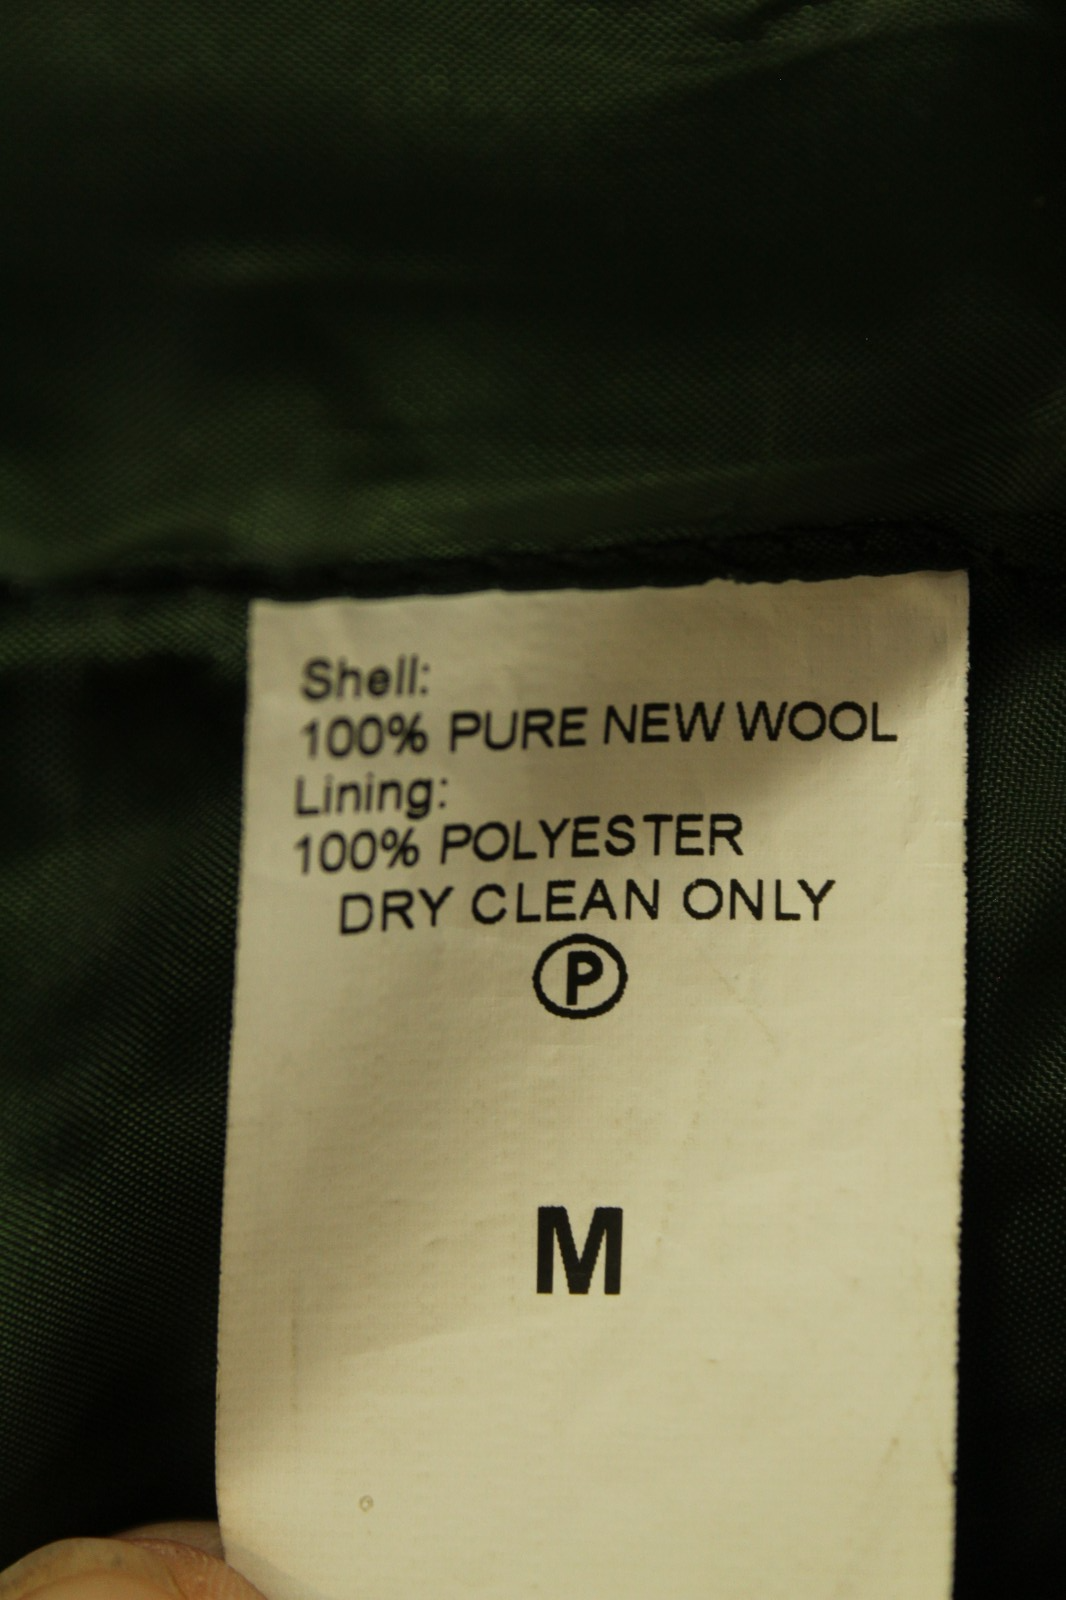 Shell:
100% PURE NEW WOOL
Lining:
100% POLYESTER
DRY CLEAN ONLY
P
M